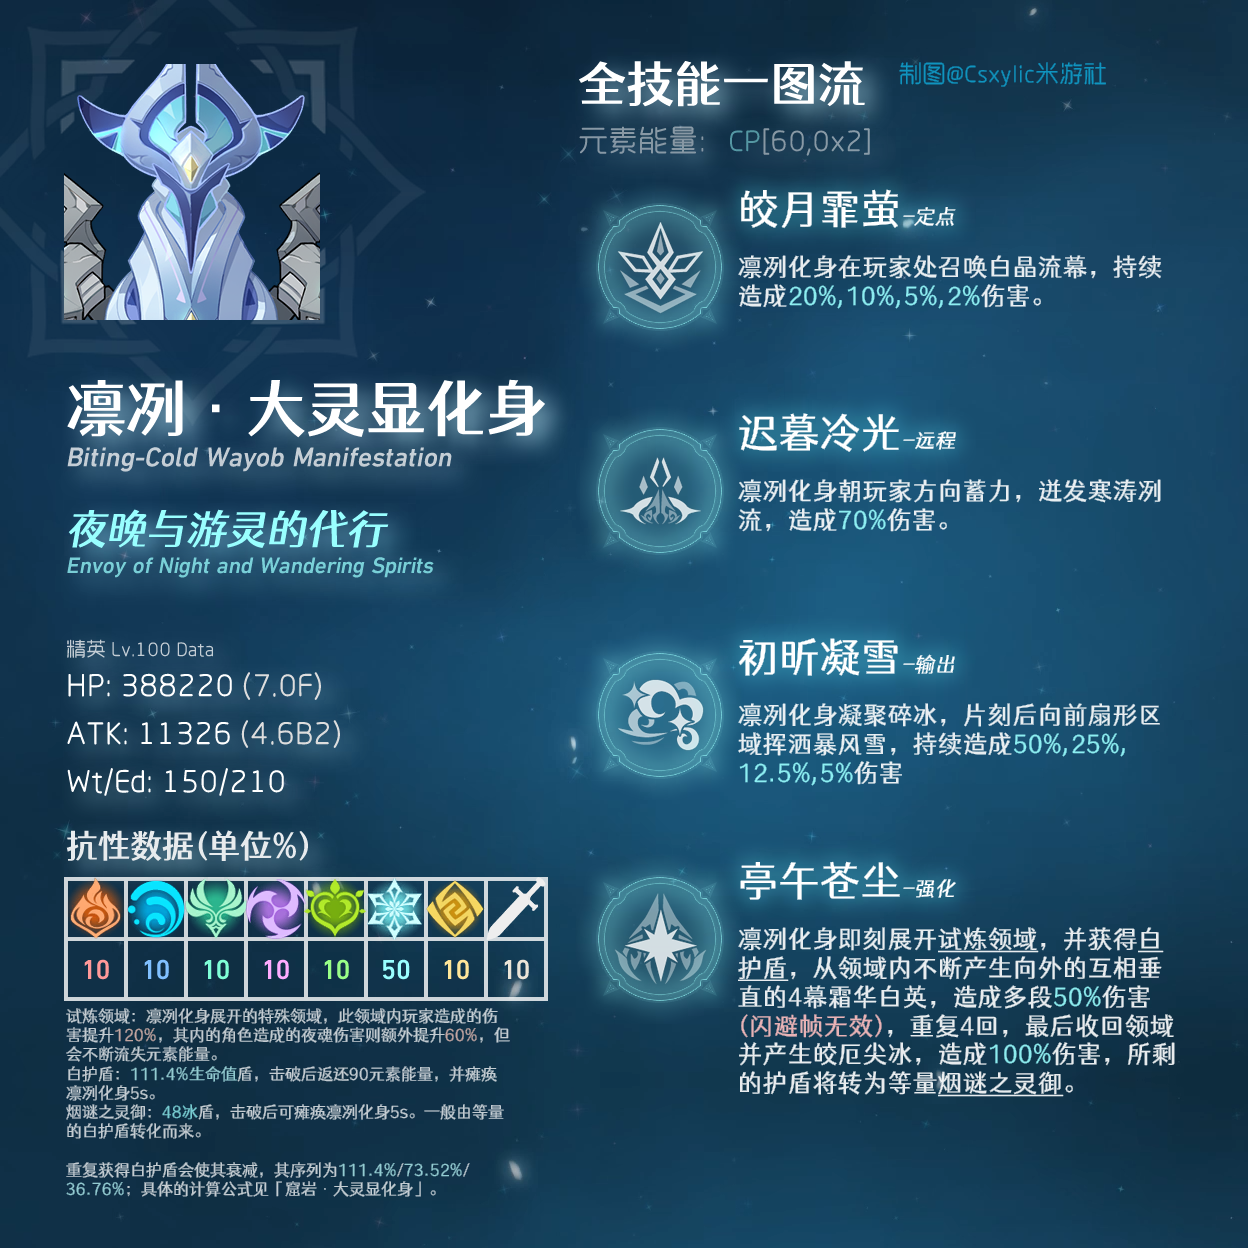 全技能一图流
制图@Csxylic米游社
元素能量：CP[60,0x2]
皎月霏萤-定点
凛冽化身在玩家处召唤白晶流幕，持续
造成20%,10%,5%,2%伤害。
迟暮冷光-远程
凛冽化身朝玩家方向蓄力，迸发寒涛冽
流，造成70%伤害。
初昕凝雪-输出
凛冽化身凝聚碎冰，片刻后向前扇形区
域挥洒暴风雪，持续造成50%,25%,
12.5%,5%伤害
亭午苍尘-强化
凛冽化身即刻展开试炼领域，并获得白
护盾，从领域内不断产生向外的互相垂
直的4幕霜华白英，造成多段50%伤害
(闪避帧无效)，重复4回，最后收回领域
并产生皎厄尖冰，造成100%伤害，所剩
的护盾将转为等量烟谜之灵御。
凛冽·大灵显化身
Biting-Cold Wayob Manifestation
夜晚与游灵的代行
Envoy of Night and Wandering Spirits
精英 Lv.100 Data
HP: 388220 (7.0F)
ATK: 11326 (4.6B2)
Wt/Ed: 150/210
抗性数据(单位%)
10 10 10 10 10 50 10 10
试炼领域：凛冽化身展开的特殊领域，此领域内玩家造成的伤
害提升120%，其内的角色造成的夜魂伤害则额外提升60%，但
会不断流失元素能量。
白护盾：111.4%生命值盾，击破后返还90元素能量，并瘫痪
凛冽化身5s。
烟谜之灵御：48冰盾，击破后可瘫痪凛冽化身5s。一般由等量
的白护盾转化而来。
重复获得白护盾会使其衰减，其序列为111.4%/73.52%/
36.76%；具体的计算公式见「窟岩·大灵显化身」。